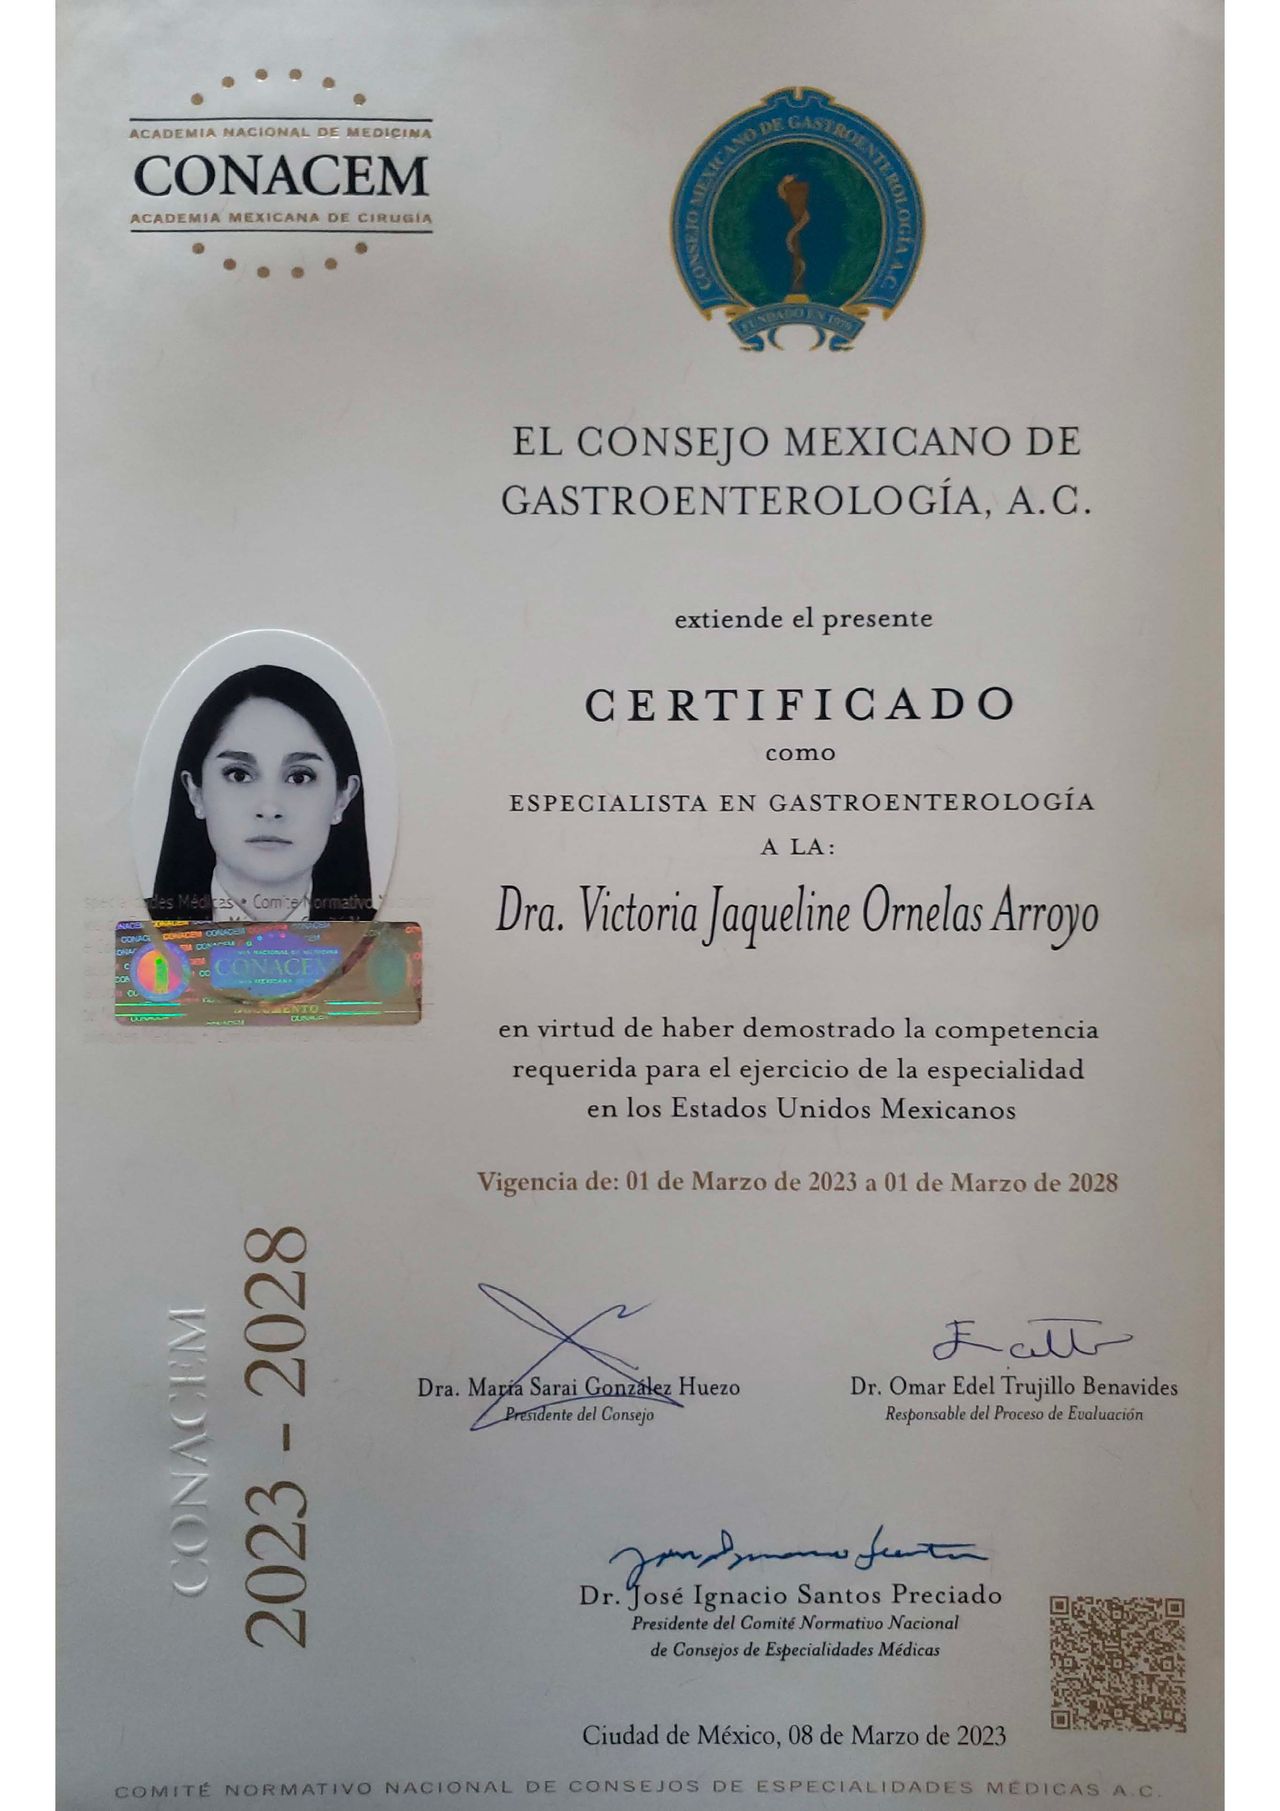 ACADEMIA NACIONAL DE MEDICINA
CONACEM
ACADEMIA MEXICANA DE CIRUGÍA
CONSEJO MEXICANO DE GASTROENTEROLOGÍA A.C.
FUNDADO EN
EL CONSEJO MEXICANO DE
GASTROENTEROLOGÍA, A.C.
extiende el presente
CERTIFICADO
como
ESPECIALISTA EN GASTROENTEROLOGÍA
A LA:
Dra. Victoria Jaqueline Ornelas Arroyo
Médicas • Comité Normativo
CONACEM
en virtud de haber demostrado la competencia
requerida para el ejercicio de la especialidad
en los Estados Unidos Mexicanos
Vigencia de: 01 de Marzo de 2023 a 01 de Marzo de 2028
CONACEM
2023 - 2028
Dra. María Sarai González Huezo
Presidente del Consejo
Dr. Omar Edel Trujillo Benavides
Responsable del Proceso de Evaluación
Dr. José Ignacio Santos Preciado
Presidente del Comité Normativo Nacional
de Consejos de Especialidades Médicas
Ciudad de México, 08 de Marzo de 2023
COMITÉ NORMATIVO NACIONAL DE CONSEJOS DE ESPECIALIDADES MÉDICAS A.C.